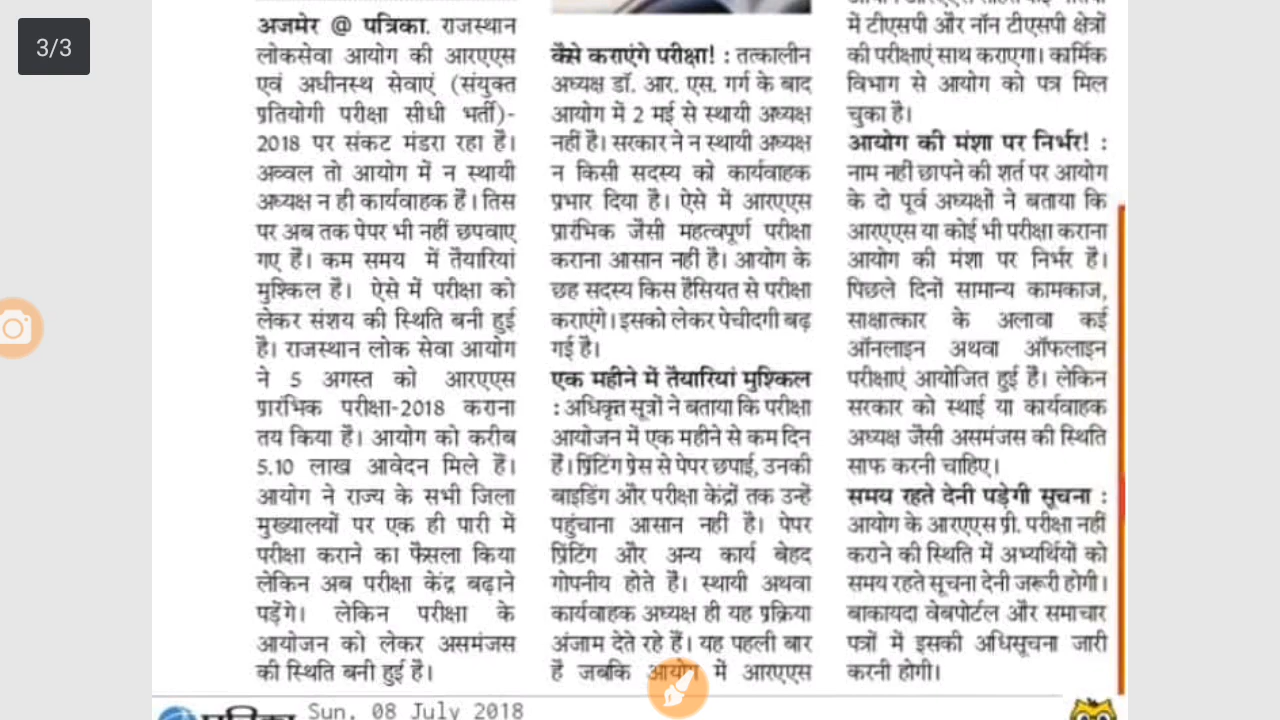 3/3
अजमेर @ पत्रिका. राजस्थान
लोकसेवा आयोग की आरएएस
एवं अधीनस्थ सेवाएं (संयुक्त
प्रतियोगी परीक्षा सीधी भर्ती)-
2018 पर संकट मंडरा रहा है।
अव्वल तो आयोग में न स्थायी
अध्यक्ष न ही कार्यवाहक है। तिस
पर अब तक पेपर भी नहीं छपवाए
गए हैं। कम समय में तैयारियां
मुश्किल है। ऐसे में परीक्षा को
लेकर संशय की स्थिति बनी हुई
है। राजस्थान लोक सेवा आयोग
ने 5 अगस्त को आरएएस
प्रारंभिक परीक्षा-2018 कराना
तय किया है। आयोग को करीब
5.10 लाख आवेदन मिले हैं।
आयोग ने राज्य के सभी जिला
मुख्यालयों पर एक ही पारी में
परीक्षा कराने का फैसला किया
लेकिन अब परीक्षा केंद्र बढ़ाने
पड़ेंगे। लेकिन परीक्षा के
आयोजन को लेकर असमंजस
की स्थिति बनी हुई है।
कैसे कराएंगे परीक्षा! : तत्कालीन
अध्यक्ष डॉ. आर. एस. गर्ग के बाद
आयोग में 2 मई से स्थायी अध्यक्ष
नहीं है। सरकार ने न स्थायी अध्यक्ष
न किसी सदस्य को कार्यवाहक
प्रभार दिया है। ऐसे में आरएएस
प्रारंभिक जैसी महत्वपूर्ण परीक्षा
कराना आसान नहीं है। आयोग के
छह सदस्य किस हैसियत से परीक्षा
कराएंगे। इसको लेकर पेचीदगी बढ़
गई है।
एक महीने में तैयारियां मुश्किल
: अधिकृत सूत्रों ने बताया कि परीक्षा
आयोजन में एक महीने से कम दिन
हैं। प्रिंटिंग प्रेस से पेपर छपाई, उनकी
बाइडिंग और परीक्षा केंद्रों तक उन्हें
पहुंचाना आसान नहीं है। पेपर
प्रिंटिंग और अन्य कार्य बेहद
गोपनीय होते हैं। स्थायी अथवा
कार्यवाहक अध्यक्ष ही यह प्रक्रिया
अंजाम देते रहे हैं। यह पहली बार
है जबकि आयोग में आरएएस
में टीएसपी और नॉन टीएसपी क्षेत्रों
की परीक्षाएं साथ कराएगा। कार्मिक
विभाग से आयोग को पत्र मिल
चुका है।
आयोग की मंशा पर निर्भर! :
नाम नहीं छापने की शर्त पर आयोग
के दो पूर्व अध्यक्षों ने बताया कि
आरएएस या कोई भी परीक्षा कराना
आयोग की मंशा पर निर्भर है।
पिछले दिनों सामान्य कामकाज,
साक्षात्कार के अलावा कई
ऑनलाइन अथवा ऑफलाइन
परीक्षाएं आयोजित हुई है। लेकिन
सरकार को स्थाई या कार्यवाहक
अध्यक्ष जैसी असमंजस की स्थिति
साफ करनी चाहिए।
समय रहते देनी पड़ेगी सूचना :
आयोग के आरएएस प्री. परीक्षा नहीं
कराने की स्थिति में अभ्यर्थियों को
समय रहते सूचना देनी जरूरी होगी।
बाकायदा वेबपोर्टल और समाचार
पत्रों में इसकी अधिसूचना जारी
करनी होगी।
पत्रिका Sun, 08 July 2018